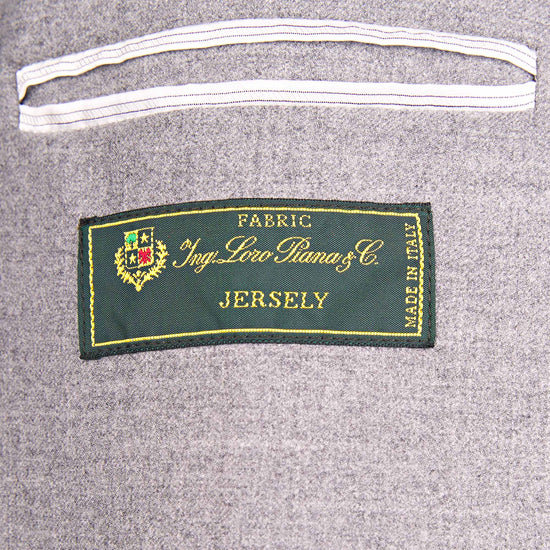 FABRIC
Ing. Loro Piana & C.
JERSELY
MADE IN ITALY